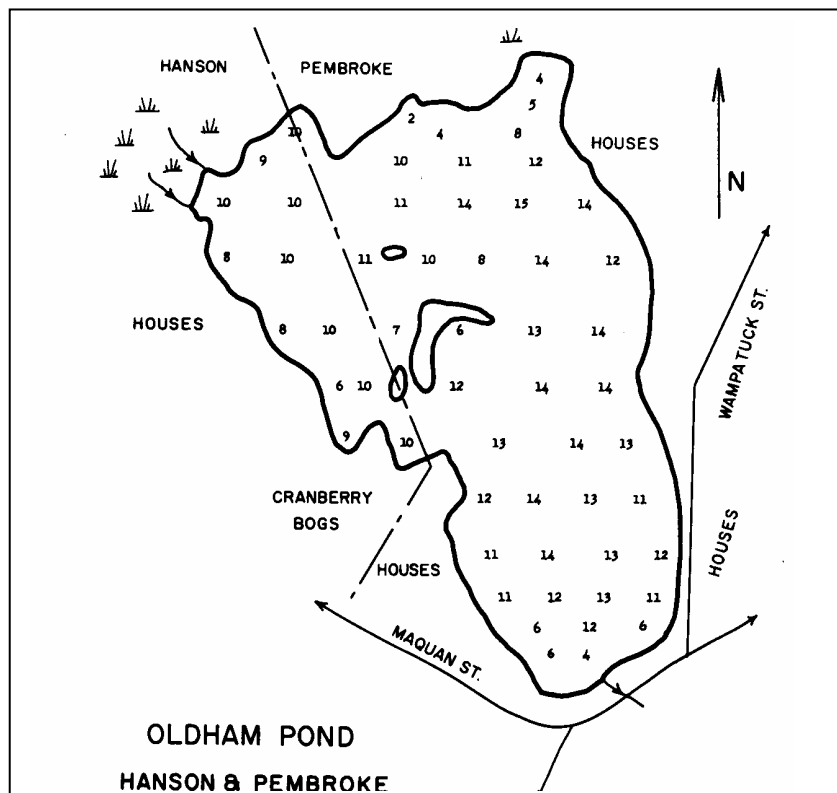 HANSON PEMBROKE
4
5
2
10 4 8 HOUSES
9 10 11 12
N
10 10 11 14 15 14
8 10 11 10 8 14 12
HOUSES
8 10 7 6 13 14
WAMPATUCK ST.
6 10 12 14 14
9 10 13 14 13
CRANBERRY
BOGS
12 14 13 11
HOUSES
HOUSES
11 14 13 12
11 12 13 11
6 12 6
6 4
MAQUAN ST.
OLDHAM POND
HANSON & PEMBROKE